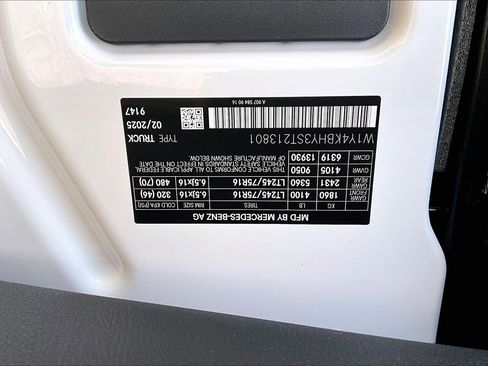 MFD BY MERCEDES-BENZ AG
GAWR KG LB TIRES RIM SIZE COLD KPA (PSI)
FRONT 1860 4100 LT245/75R16 6.5Jx16 320 (46)
REAR 2431 5360 LT245/75R16 6.5Jx16 480 (70)
GVWR 4105 9050 THIS VEHICLE CONFORMS TO ALL APPLICABLE FEDERAL
MOTOR VEHICLE SAFETY STANDARDS IN EFFECT ON THE DATE
GCWR 6319 13930 OF MANUFACTURE SHOWN BELOW.
W1Y4KBHY3ST213801 TYPE: TRUCK
02/2025
9147
A 907 584 90 16